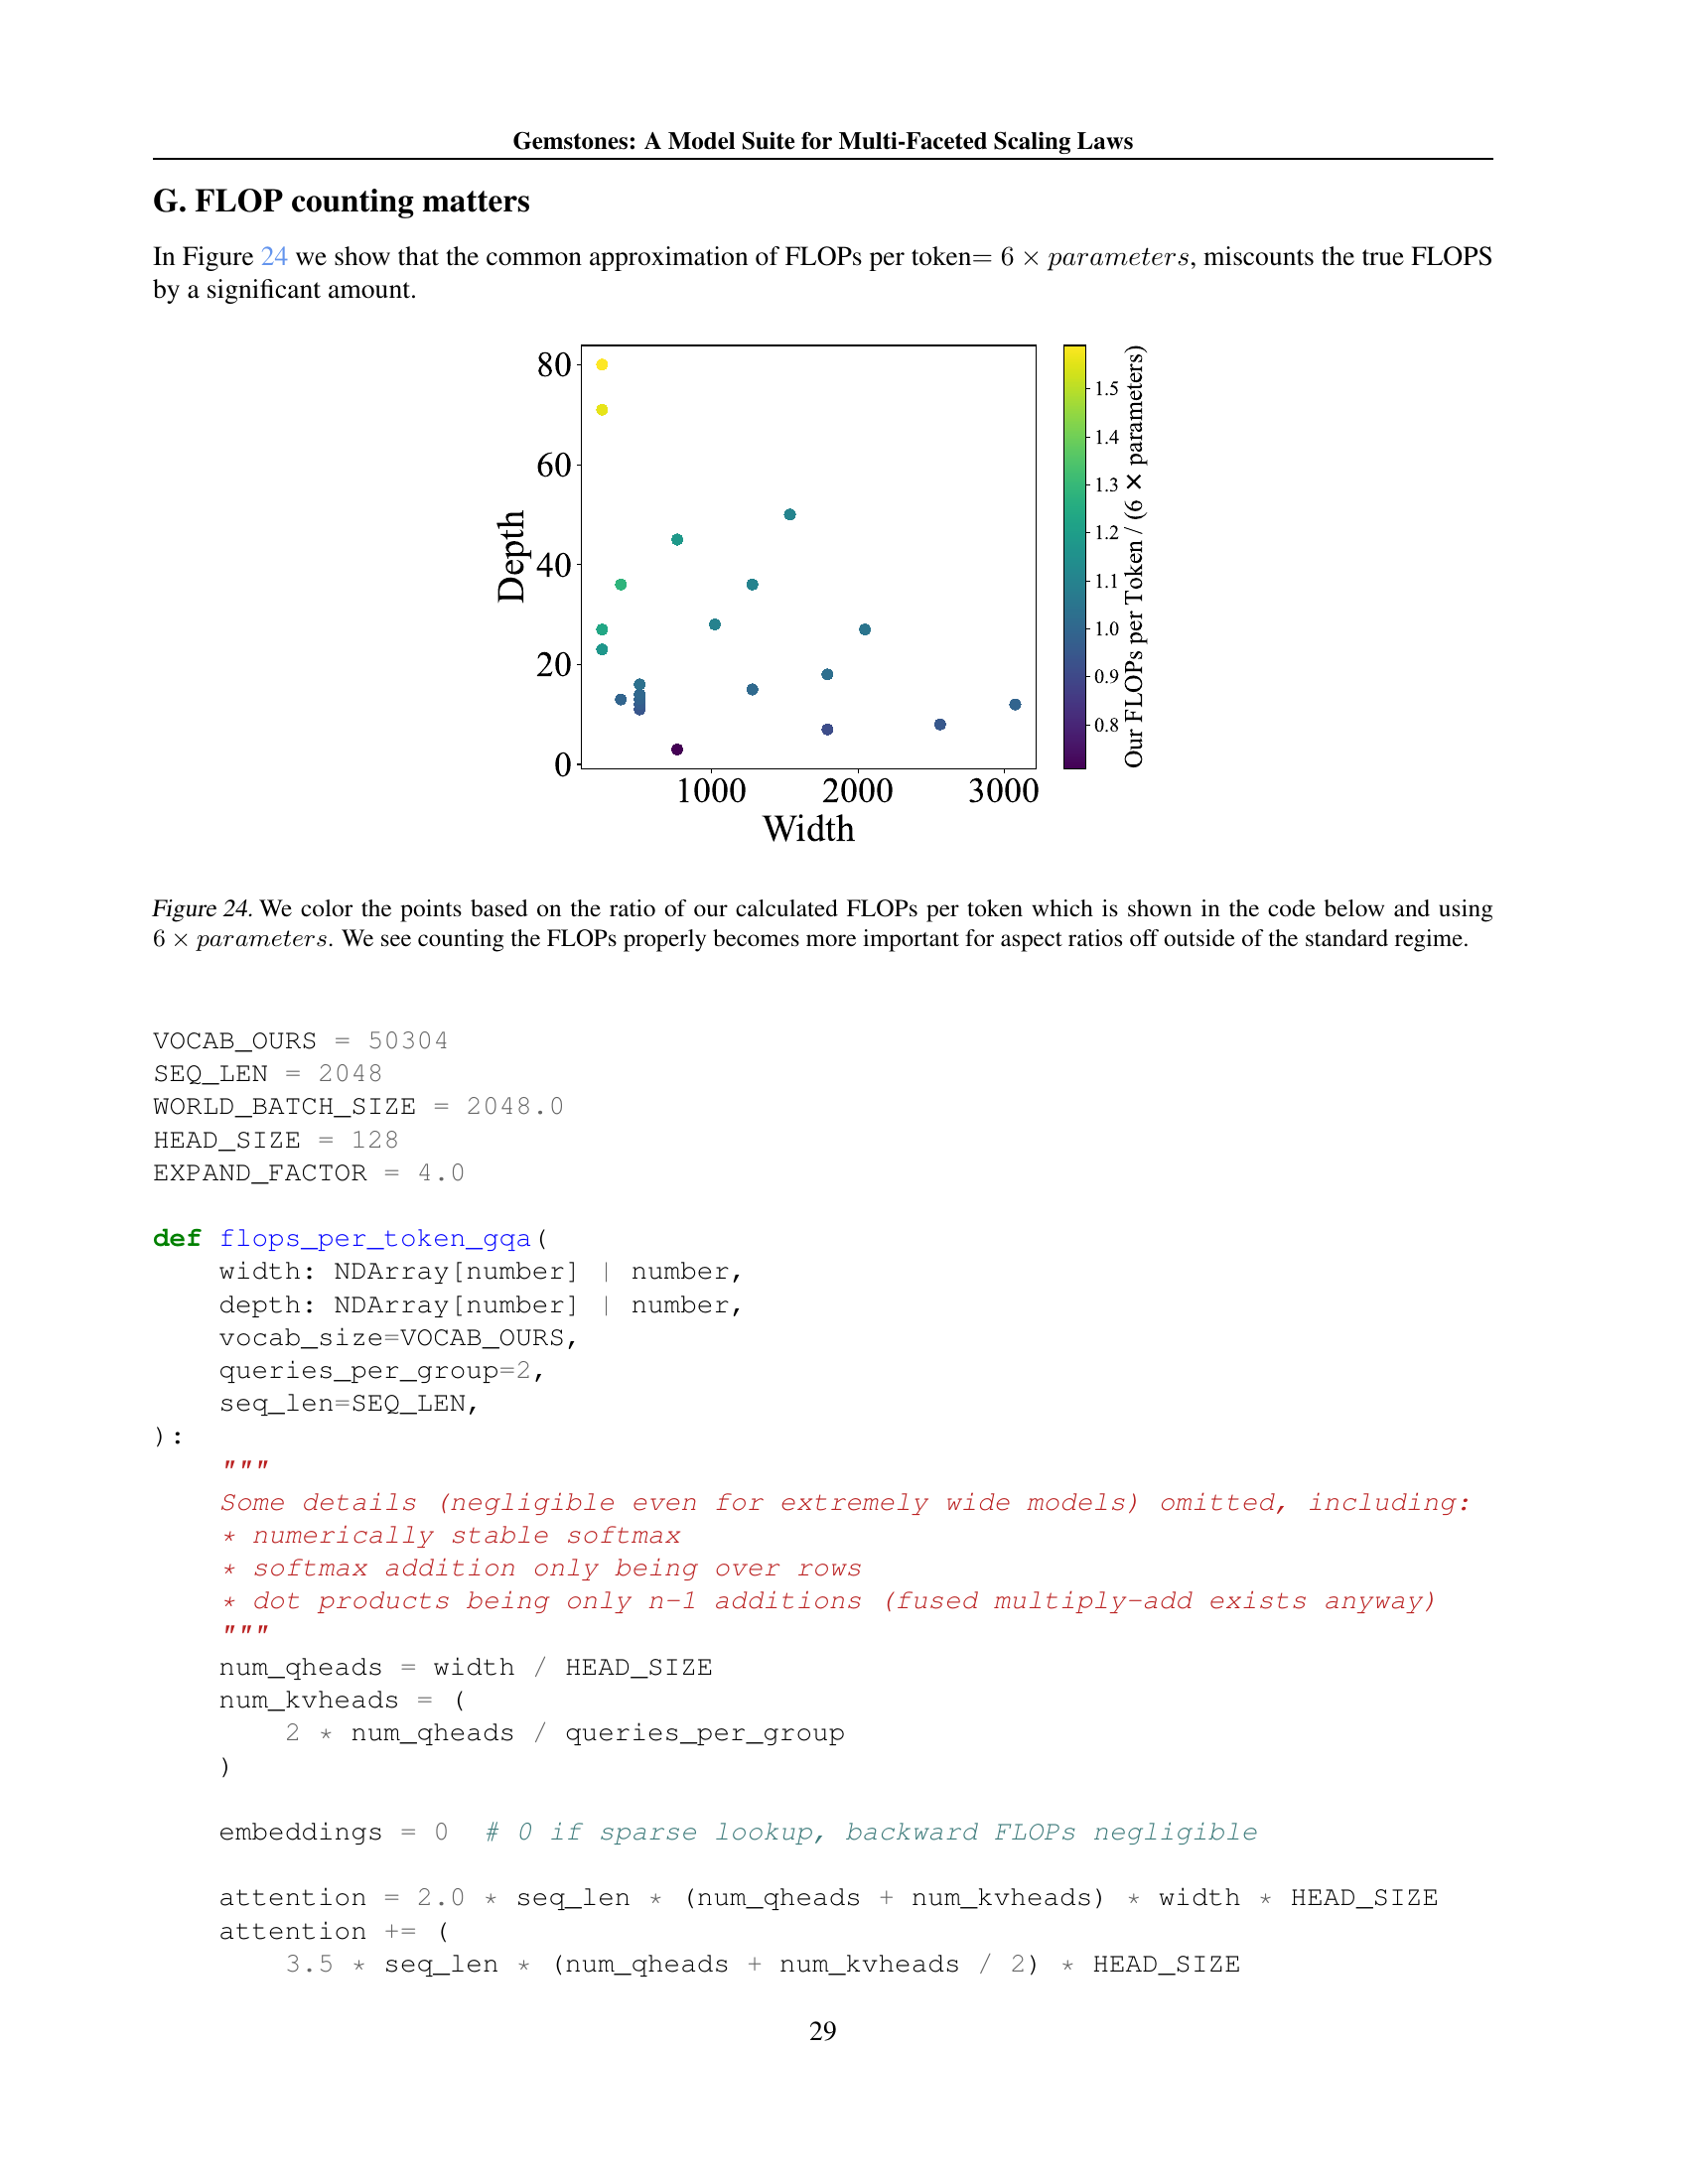 Gemstones: A Model Suite for Multi-Faceted Scaling Laws
G. FLOP counting matters
In Figure 24 we show that the common approximation of FLOPs per token= 6 × parameters, miscounts the true FLOPS
by a significant amount.
80
60
40
20
0
Depth
1000
2000
3000
Width
1.5
1.4
1.3
1.2
1.1
1.0
0.9
0.8
Our FLOPs per Token / (6 × parameters)
Figure 24. We color the points based on the ratio of our calculated FLOPs per token which is shown in the code below and using
6 × parameters. We see counting the FLOPs properly becomes more important for aspect ratios off outside of the standard regime.
VOCAB_OURS = 50304
SEQ_LEN = 2048
WORLD_BATCH_SIZE = 2048.0
HEAD_SIZE = 128
EXPAND_FACTOR = 4.0
def flops_per_token_gqa(
    width: NDArray[number] | number,
    depth: NDArray[number] | number,
    vocab_size=VOCAB_OURS,
    queries_per_group=2,
    seq_len=SEQ_LEN,
):
    """
    Some details (negligible even for extremely wide models) omitted, including:
    * numerically stable softmax
    * softmax addition only being over rows
    * dot products being only n-1 additions (fused multiply-add exists anyway)
    """
    num_qheads = width / HEAD_SIZE
    num_kvheads = (
        2 * num_qheads / queries_per_group
    )
    embeddings = 0  # 0 if sparse lookup, backward FLOPs negligible
    attention = 2.0 * seq_len * (num_qheads + num_kvheads) * width * HEAD_SIZE
    attention += (
        3.5 * seq_len * (num_qheads + num_kvheads / 2) * HEAD_SIZE
29